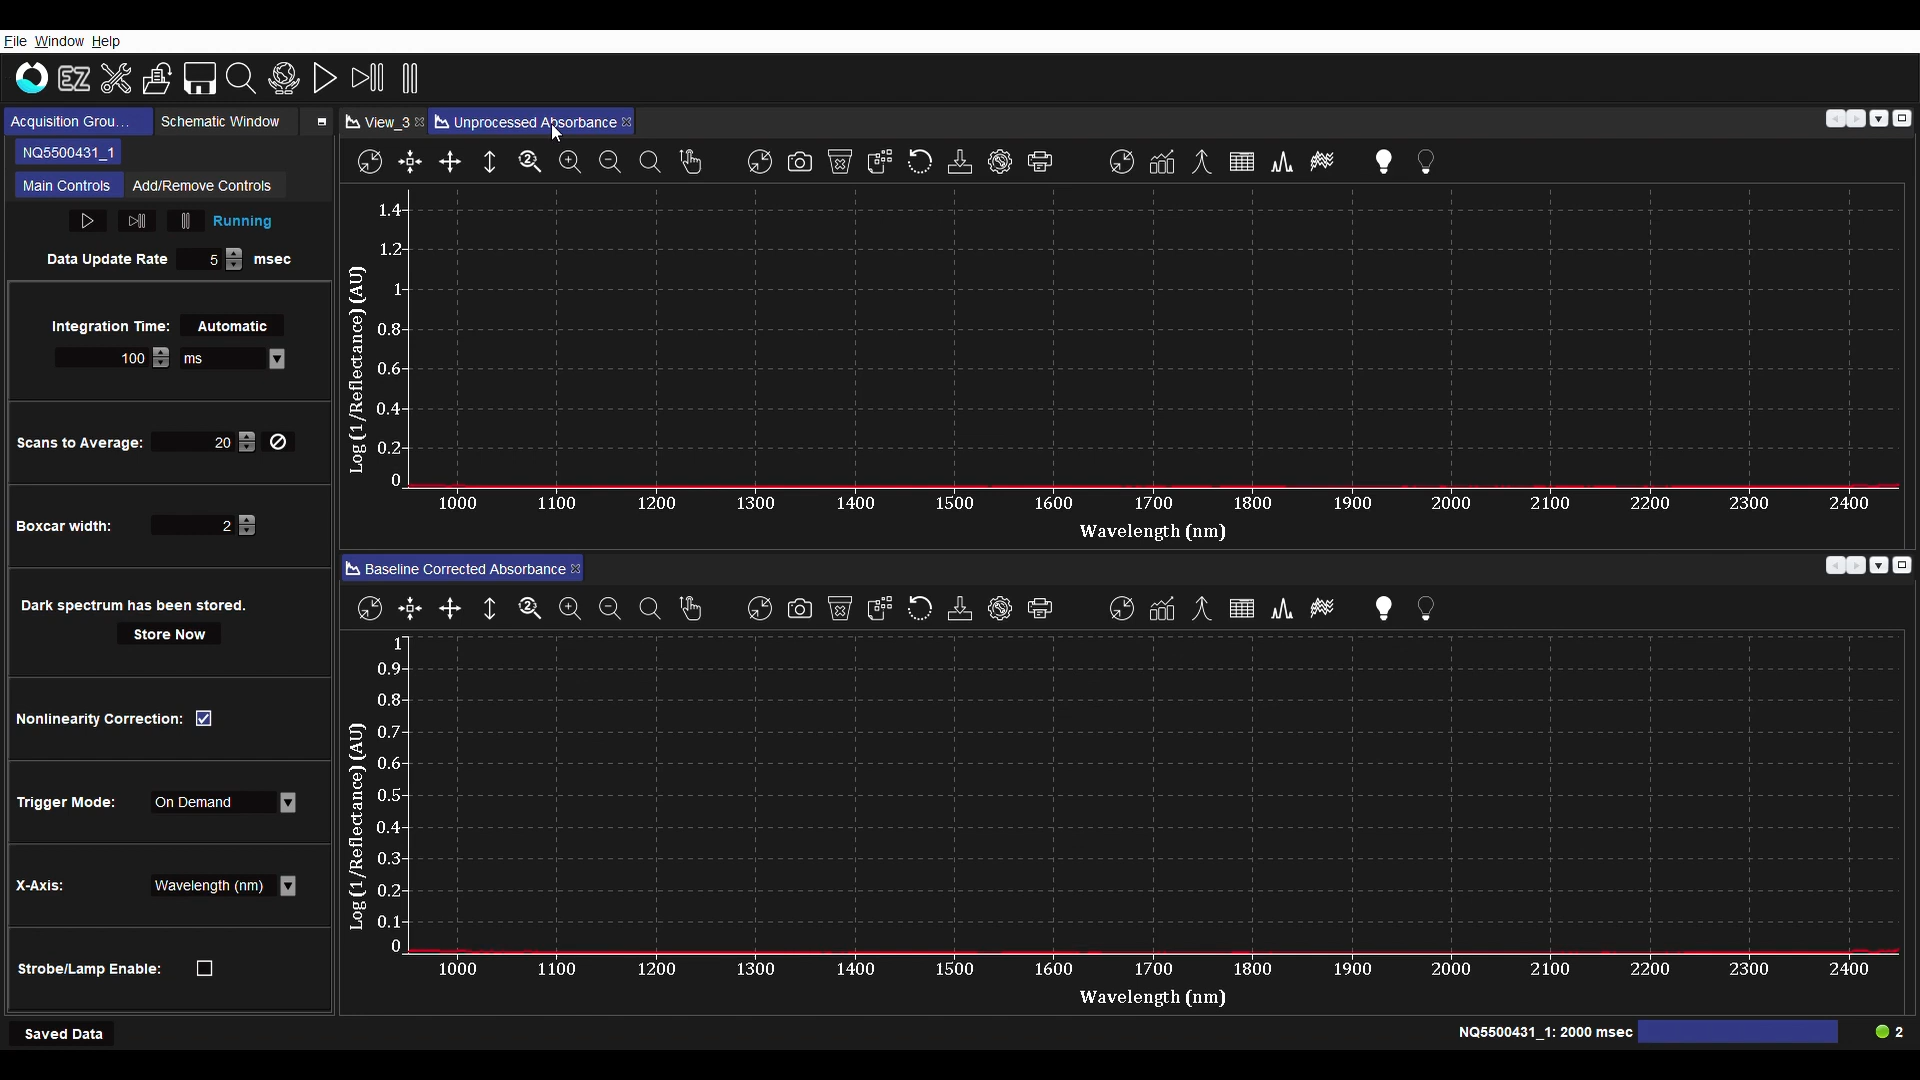 File Window Help
EZ
Acquisition Grou... Schematic Window
NQ5500431_1
Main Controls Add/Remove Controls
Running
Data Update Rate 5 msec
Integration Time: Automatic
100 ms
Scans to Average: 20
Boxcar width: 2
Dark spectrum has been stored.
Store Now
Nonlinearity Correction:
Trigger Mode: On Demand
X-Axis: Wavelength (nm)
Strobe/Lamp Enable:
Saved Data
View_3 Unprocessed Absorbance
1.4
1.2
1
0.8
0.6
0.4
0.2
0
Log (1/Reflectance) (AU)
1000 1100 1200 1300 1400 1500 1600 1700 1800 1900 2000 2100 2200 2300 2400
Wavelength (nm)
Baseline Corrected Absorbance
1
0.9
0.8
0.7
0.6
0.5
0.4
0.3
0.2
0.1
0
Log (1/Reflectance) (AU)
1000 1100 1200 1300 1400 1500 1600 1700 1800 1900 2000 2100 2200 2300 2400
Wavelength (nm)
NQ5500431_1: 2000 msec 2